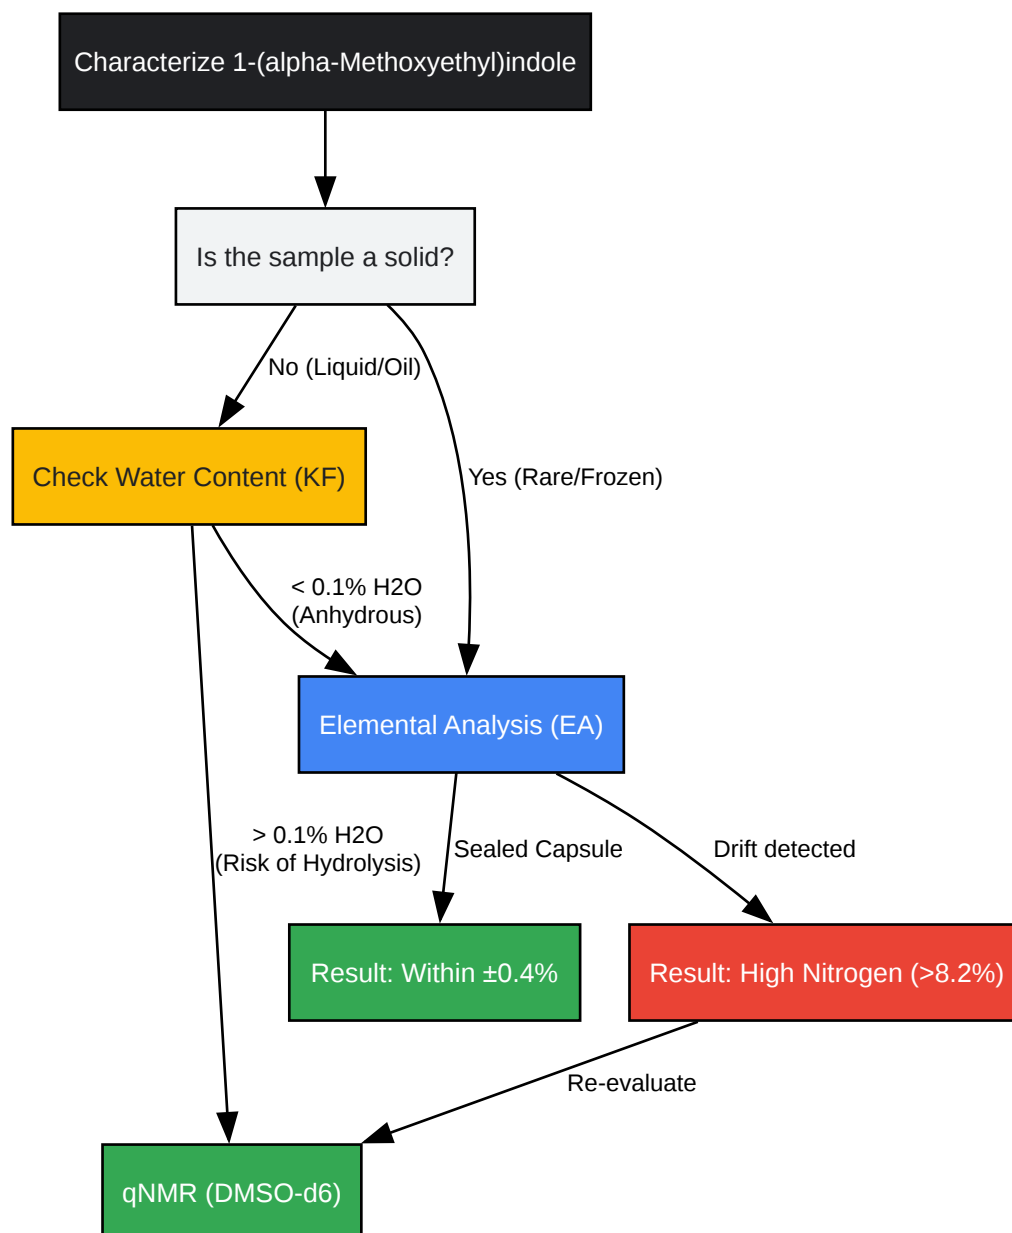 Characterize 1-(alpha-Methoxyethyl)indole
Is the sample a solid?
No (Liquid/Oil)
Check Water Content (KF)
Yes (Rare/Frozen)
< 0.1% H2O
(Anhydrous)
Elemental Analysis (EA)
> 0.1% H2O
(Risk of Hydrolysis)
Sealed Capsule
Drift detected
Result: Within ±0.4%
Result: High Nitrogen (>8.2%)
Re-evaluate
qNMR (DMSO-d6)